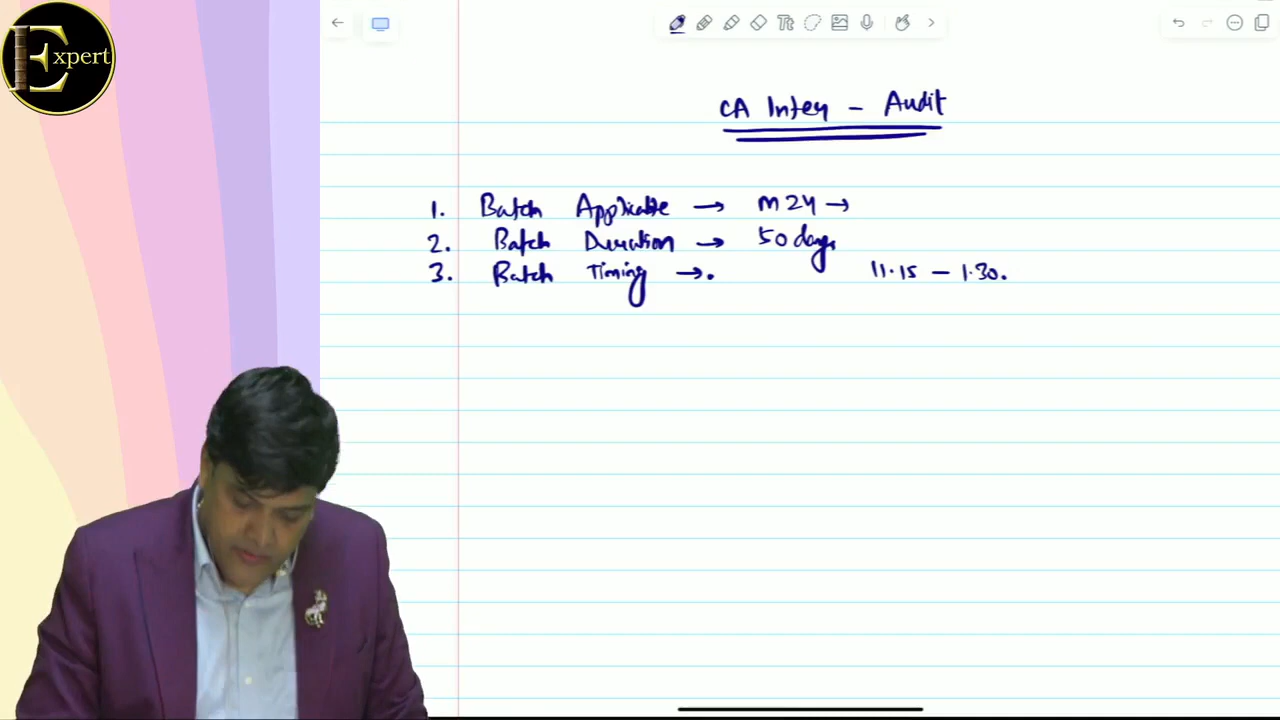 Expert
CA Inter - Audit
1. Batch Applicable → M24 →
2. Batch Duration → 50 days
3. Batch Timing →. 11.15 - 1.30.